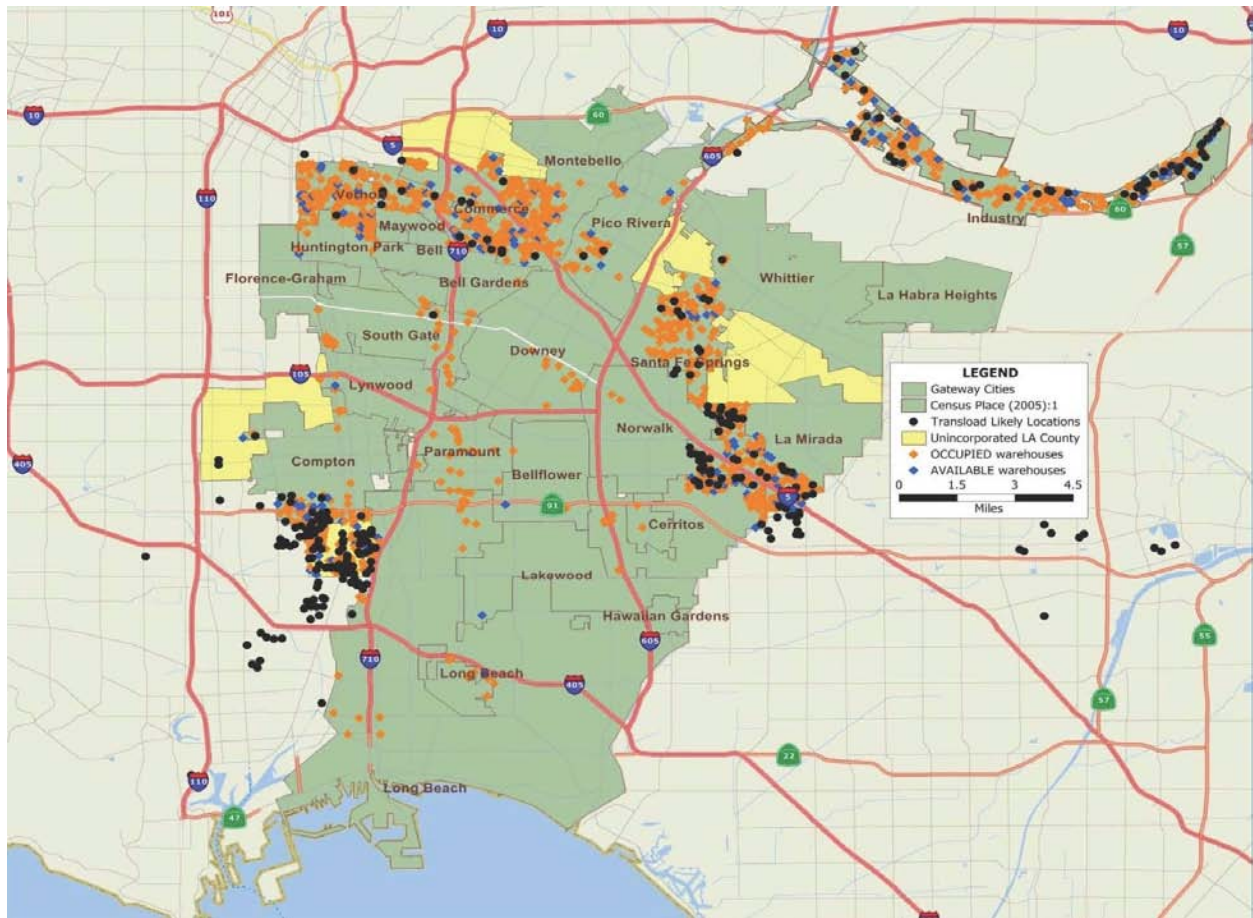 101
10
10
60
10
5
605
Montebello
110
Vernon
Commerce
Pico Rivera
Industry
60
57
Maywood
Huntington Park
Bell
710
Florence-Graham
Bell Gardens
Whittier
La Habra Heights
South Gate
Downey
Santa Fe Springs
105
Lynwood
LEGEND
Gateway Cities
Census Place (2005):1
Transload Likely Locations
Unincorporated LA County
OCCUPIED warehouses
AVAILABLE warehouses
0 1.5 3 4.5
Miles
Norwalk
La Mirada
405
Compton
Paramount
Bellflower
91
5
Cerritos
Lakewood
Hawaiian Gardens
605
55
710
Long Beach
405
57
22
110
Long Beach
47